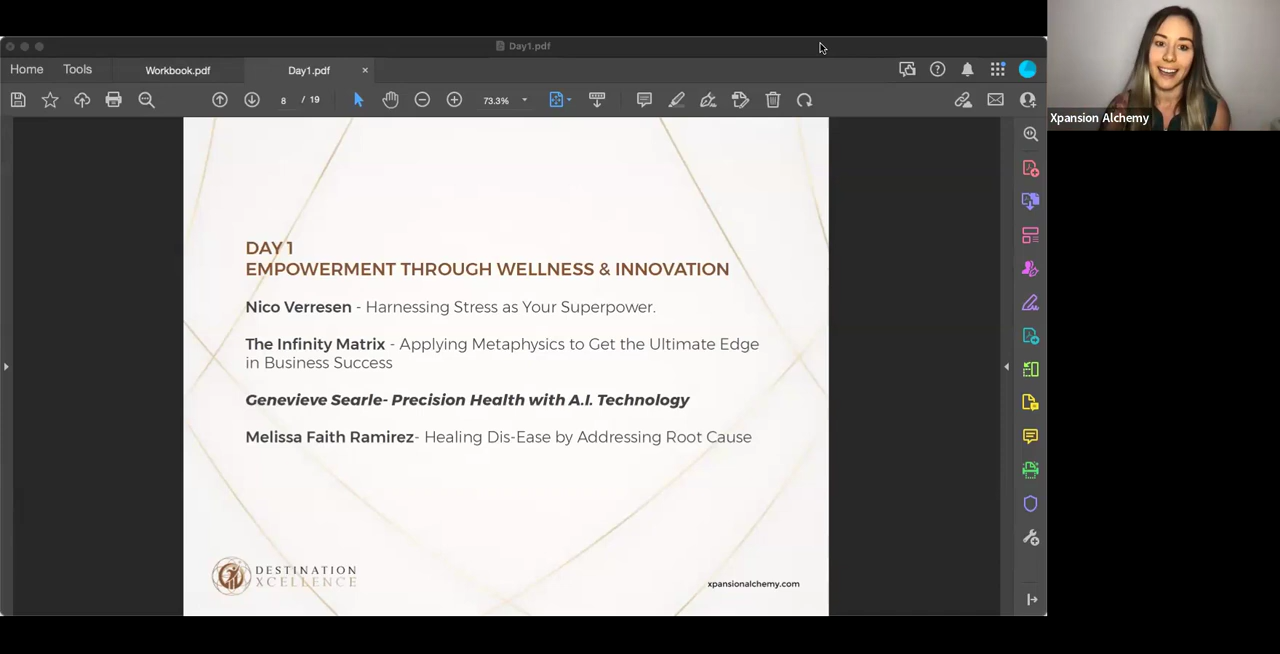 Day1.pdf
Home
Tools
Workbook.pdf
Day1.pdf
8 / 19
73.3%
Xpansion Alchemy
DAY 1
EMPOWERMENT THROUGH WELLNESS & INNOVATION
Nico Verresen - Harnessing Stress as Your Superpower.
The Infinity Matrix - Applying Metaphysics to Get the Ultimate Edge
in Business Success
Genevieve Searle- Precision Health with A.I. Technology
Melissa Faith Ramirez- Healing Dis-Ease by Addressing Root Cause
DESTINATION
XCELLENCE
xpansionalchemy.com